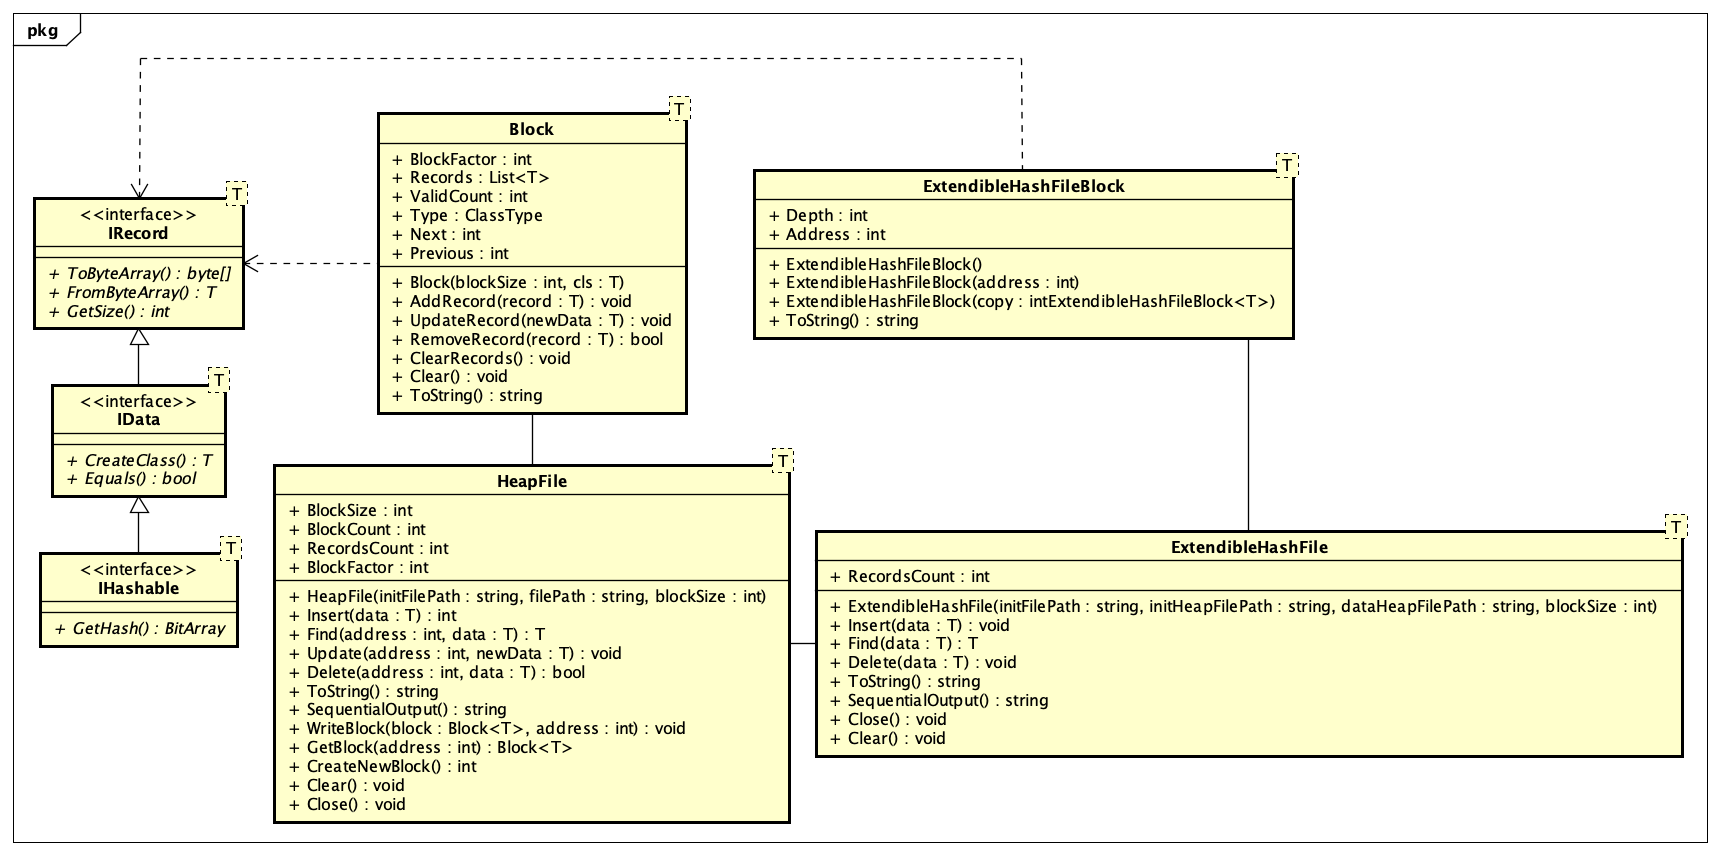 pkg
T
<<interface>>
IRecord
+ ToByteArray() : byte[]
+ FromByteArray() : T
+ GetSize() : int
T
<<interface>>
IData
+ CreateClass() : T
+ Equals() : bool
T
<<interface>>
IHashable
+ GetHash() : BitArray
T
Block
+ BlockFactor : int
+ Records : List<T>
+ ValidCount : int
+ Type : ClassType
+ Next : int
+ Previous : int
+ Block(blockSize : int, cls : T)
+ AddRecord(record : T) : void
+ UpdateRecord(newData : T) : void
+ RemoveRecord(record : T) : bool
+ ClearRecords() : void
+ Clear() : void
+ ToString() : string
T
HeapFile
+ BlockSize : int
+ BlockCount : int
+ RecordsCount : int
+ BlockFactor : int
+ HeapFile(initFilePath : string, filePath : string, blockSize : int)
+ Insert(data : T) : int
+ Find(address : int, data : T) : T
+ Update(address : int, newData : T) : void
+ Delete(address : int, data : T) : bool
+ ToString() : string
+ SequentialOutput() : string
+ WriteBlock(block : Block<T>, address : int) : void
+ GetBlock(address : int) : Block<T>
+ CreateNewBlock() : int
+ Clear() : void
+ Close() : void
T
ExtendibleHashFileBlock
+ Depth : int
+ Address : int
+ ExtendibleHashFileBlock()
+ ExtendibleHashFileBlock(address : int)
+ ExtendibleHashFileBlock(copy : intExtendibleHashFileBlock<T>)
+ ToString() : string
T
ExtendibleHashFile
+ RecordsCount : int
+ ExtendibleHashFile(initFilePath : string, initHeapFilePath : string, dataHeapFilePath : string, blockSize : int)
+ Insert(data : T) : void
+ Find(data : T) : T
+ Delete(data : T) : void
+ ToString() : string
+ SequentialOutput() : string
+ Close() : void
+ Clear() : void